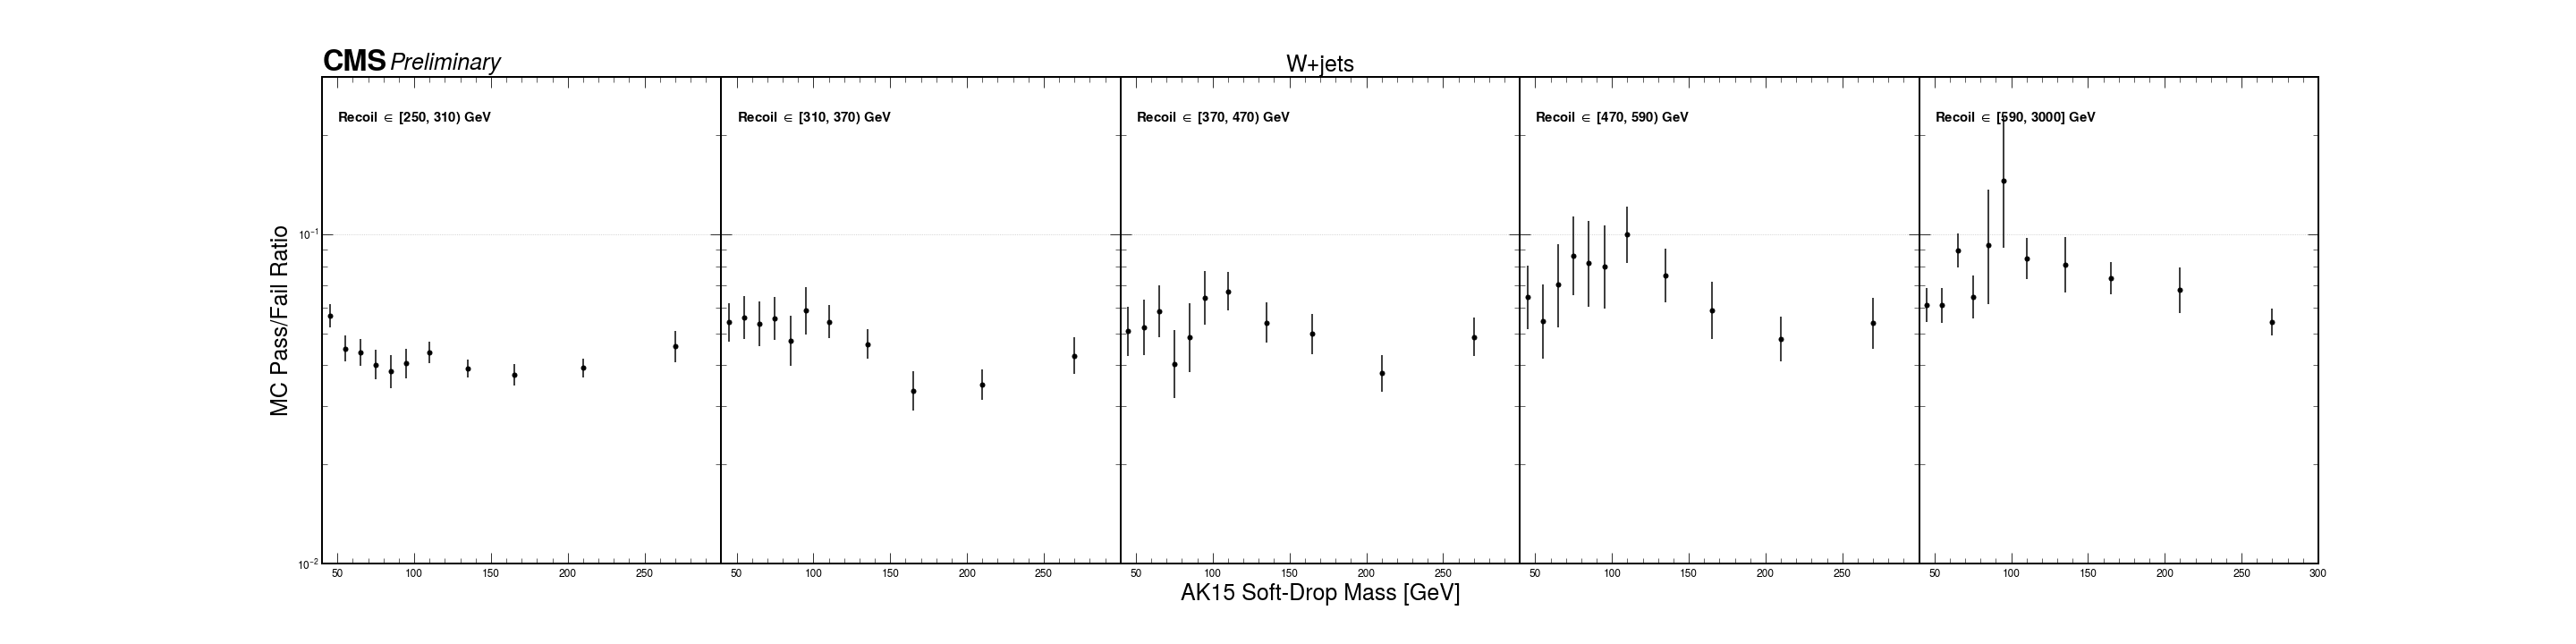 CMS Preliminary
W+jets
Recoil ∈ [250, 310) GeV
Recoil ∈ [310, 370) GeV
Recoil ∈ [370, 470) GeV
Recoil ∈ [470, 590) GeV
Recoil ∈ [590, 3000] GeV
MC Pass/Fail Ratio
10⁻¹
10⁻²
50 100 150 200 250 50 100 150 200 250 50 100 150 200 250 50 100 150 200 250 50 100 150 200 250 300
AK15 Soft-Drop Mass [GeV]